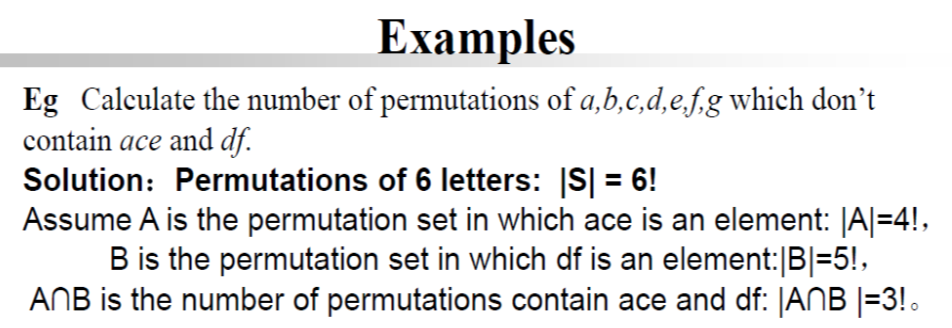 Examples
Eg Calculate the number of permutations of a,b,c,d,e,f,g which don't
contain ace and df.
Solution: Permutations of 6 letters: |S| = 6!
Assume A is the permutation set in which ace is an element: |A|=4!,
B is the permutation set in which df is an element:|B|=5!,
A∩B is the number of permutations contain ace and df: |A∩B |=3!。